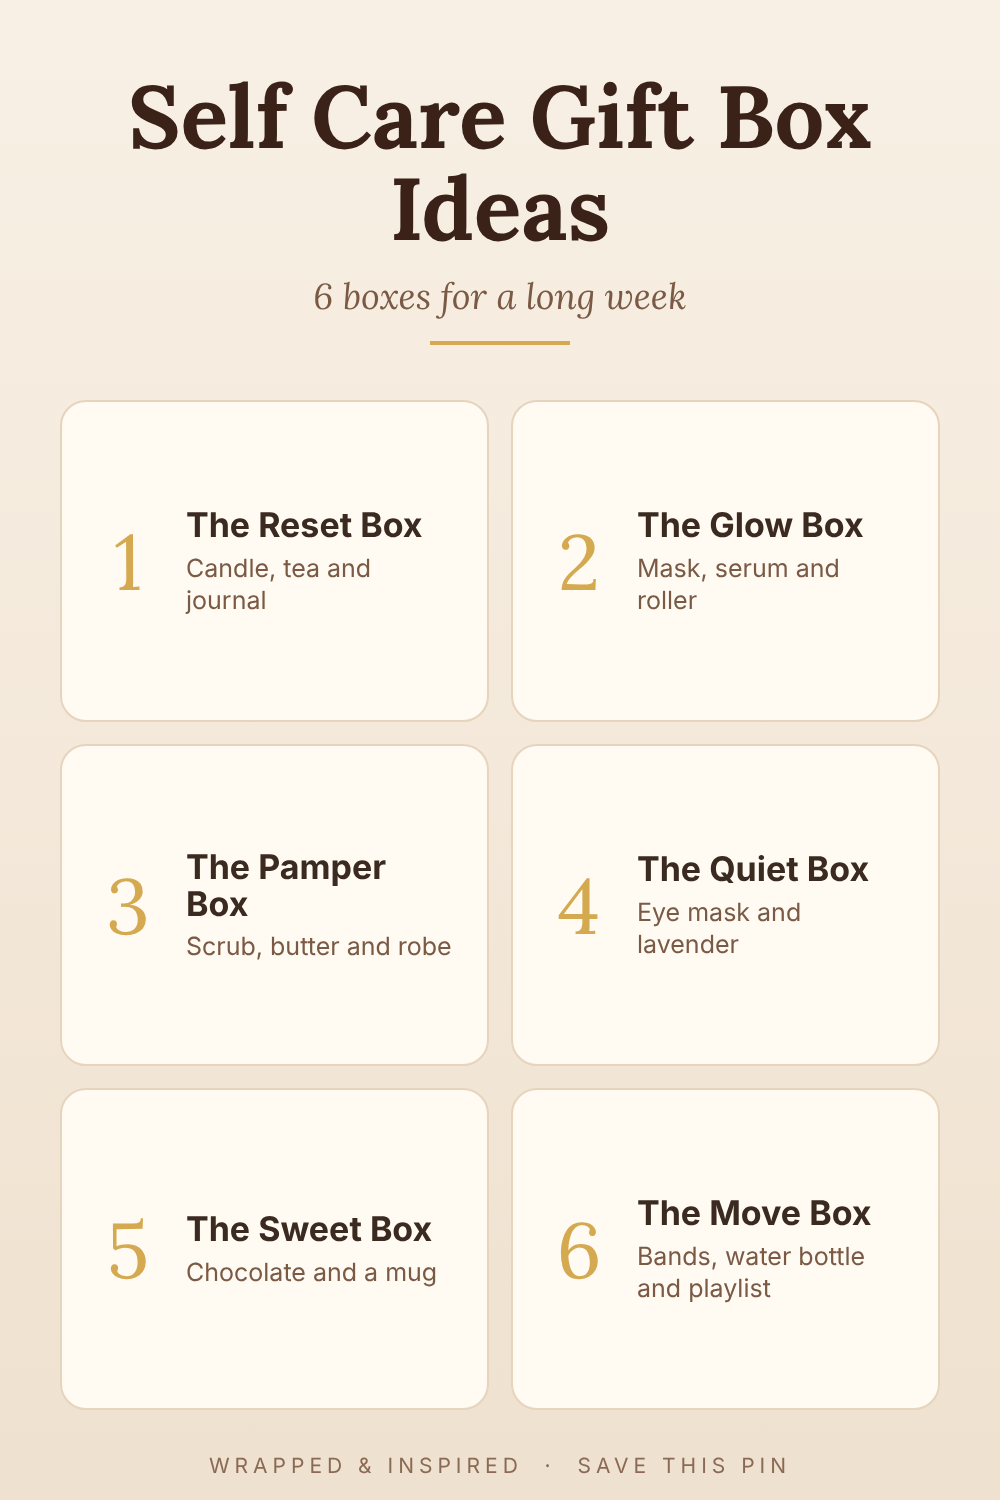 Self Care Gift Box
Ideas
6 boxes for a long week
1
The Reset Box
Candle, tea and
journal
2
The Glow Box
Mask, serum and
roller
3
The Pamper
Box
Scrub, butter and robe
4
The Quiet Box
Eye mask and
lavender
5
The Sweet Box
Chocolate and a mug
6
The Move Box
Bands, water bottle
and playlist
WRAPPED & INSPIRED · SAVE THIS PIN